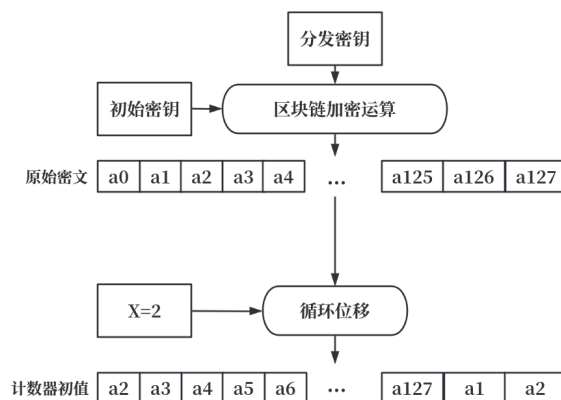 分发密钥
初始密钥
区块链加密运算
原始密文 a0 a1 a2 a3 a4 ... a125 a126 a127
X=2
循环位移
计数器初值 a2 a3 a4 a5 a6 ... a127 a1 a2